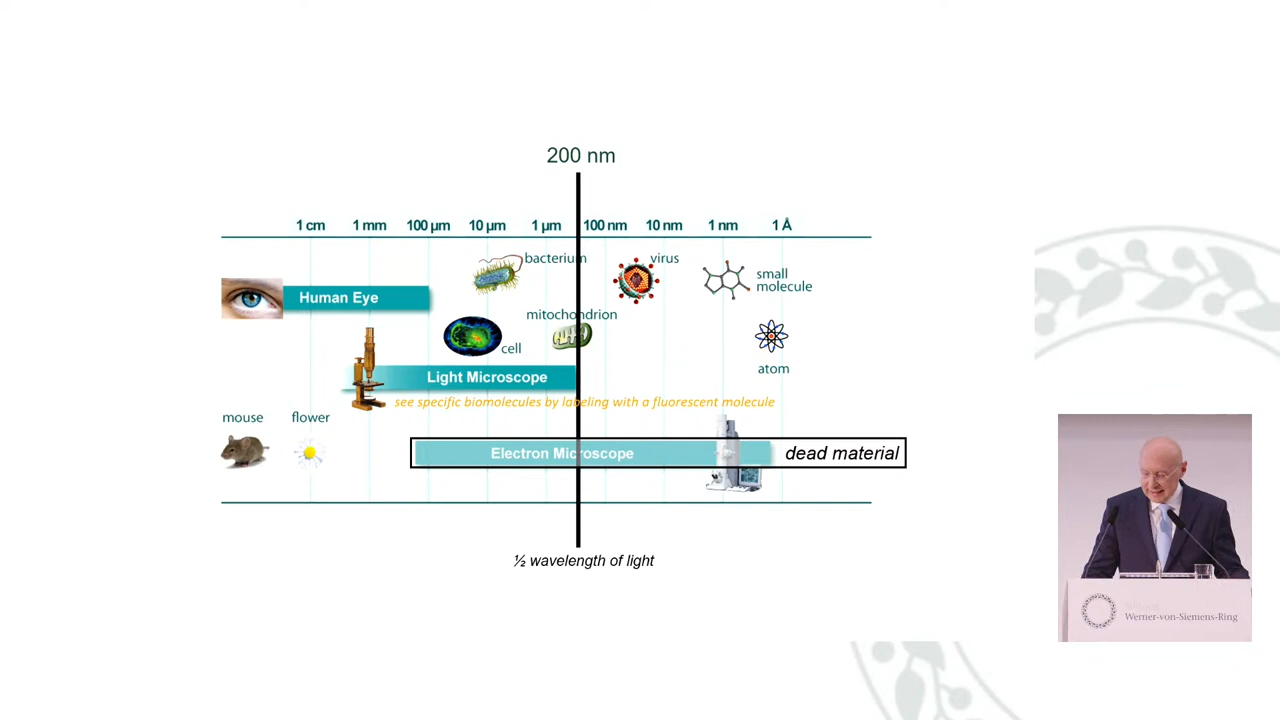 200 nm
1 cm 1 mm 100 µm 10 µm 1 µm 100 nm 10 nm 1 nm 1 Å
bacterium
virus
small
molecule
Human Eye
mitochondrion
cell
atom
Light Microscope
see specific biomolecules by labeling with a fluorescent molecule
mouse
flower
Electron Microscope
dead material
½ wavelength of light
Werner-von-Siemens-Ring